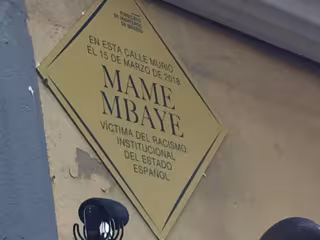 EN ESTA CALLE MURIÓ
EL 15 DE MARZO DE 2018
MAME
MBAYE
VÍCTIMA DEL RACISMO
INSTITUCIONAL
DEL ESTADO
ESPAÑOL